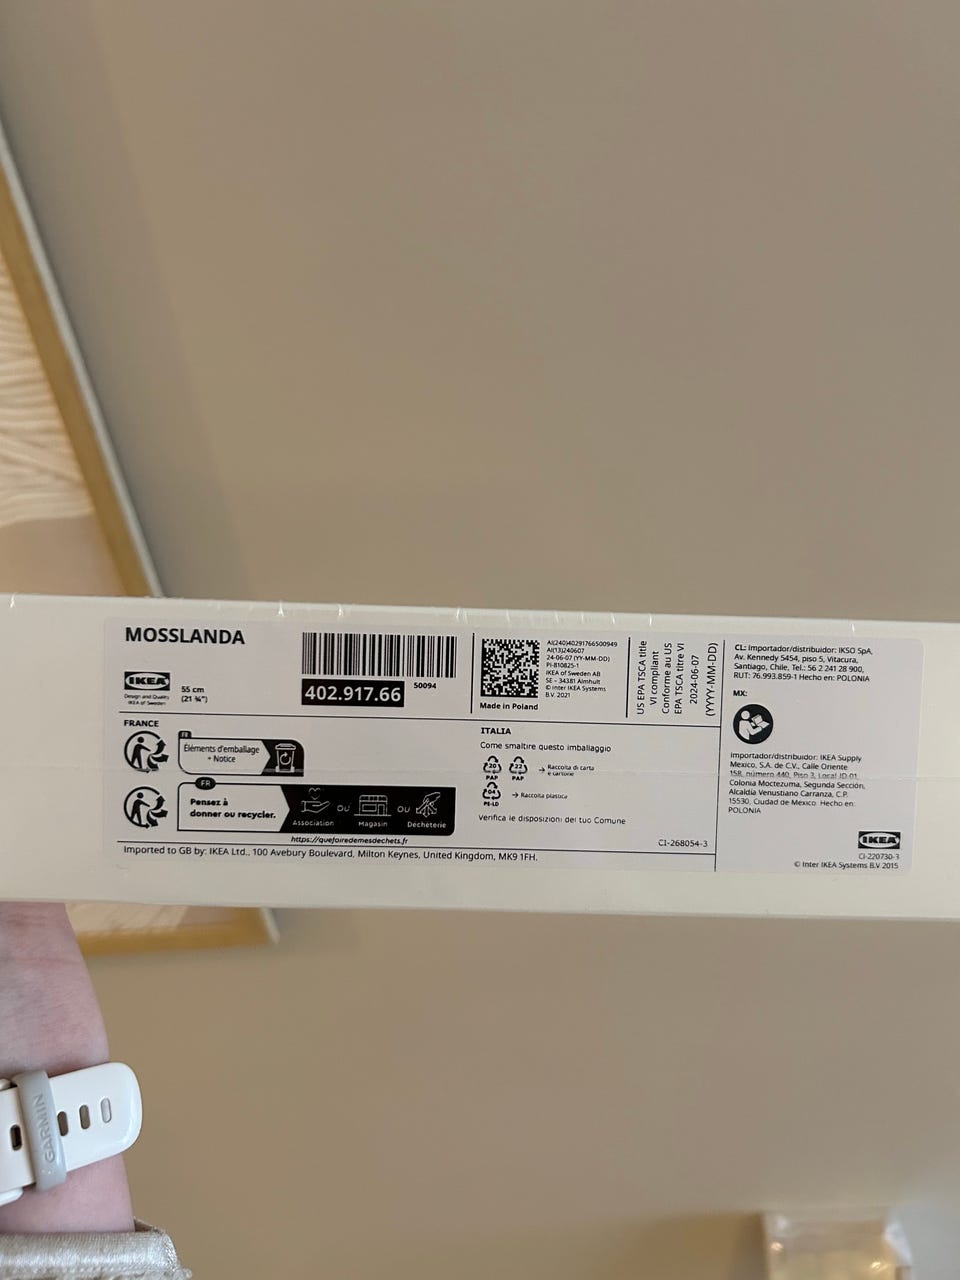 MOSSLANDA
IKEA
Design and Quality
IKEA of Sweden
55 cm
(21 ¾")
402.917.66
50094
Made in Poland
AI(240)40291766500949
AI(13)240607
24-06-07 (YY-MM-DD)
PI-810825-1
IKEA of Sweden AB
SE – 34381 Älmhult
© Inter IKEA Systems
B.V. 2021
US EPA TSCA title
VI compliant
Conforme au US
EPA TSCA titre VI
2024-06-07
(YYYY-MM-DD)
FRANCE
FR
Éléments d'emballage
+ Notice
FR
Pensez à
donner ou recycler.
Association
OU
Magasin
OU
Déchèterie
https://quefairedemesdechets.fr
ITALIA
Come smaltire questo imballaggio
20
PAP
22
PAP
→ Raccolta di carta
e cartone
PE-LD
→ Raccolta plastica
Verifica le disposizioni del tuo Comune
CI-268054-3
Imported to GB by: IKEA Ltd., 100 Avebury Boulevard, Milton Keynes, United Kingdom, MK9 1FH.
CL: Importador/distribuidor: IKSO SpA,
Av. Kennedy 5454, piso 5, Vitacura,
Santiago, Chile, Tel.: 56 2 241 28 900,
RUT: 76.993.859-1 Hecho en: POLONIA
MX:
Importador/distribuidor: IKEA Supply
Mexico, S.A. de C.V., Calle Oriente
158, número 440, Piso 3, Local JD-01,
Colonia Moctezuma, Segunda Sección,
Alcaldía Venustiano Carranza, C.P.
15530, Ciudad de México. Hecho en:
POLONIA
IKEA
CI-220730-3
© Inter IKEA Systems B.V 2015
GARMIN